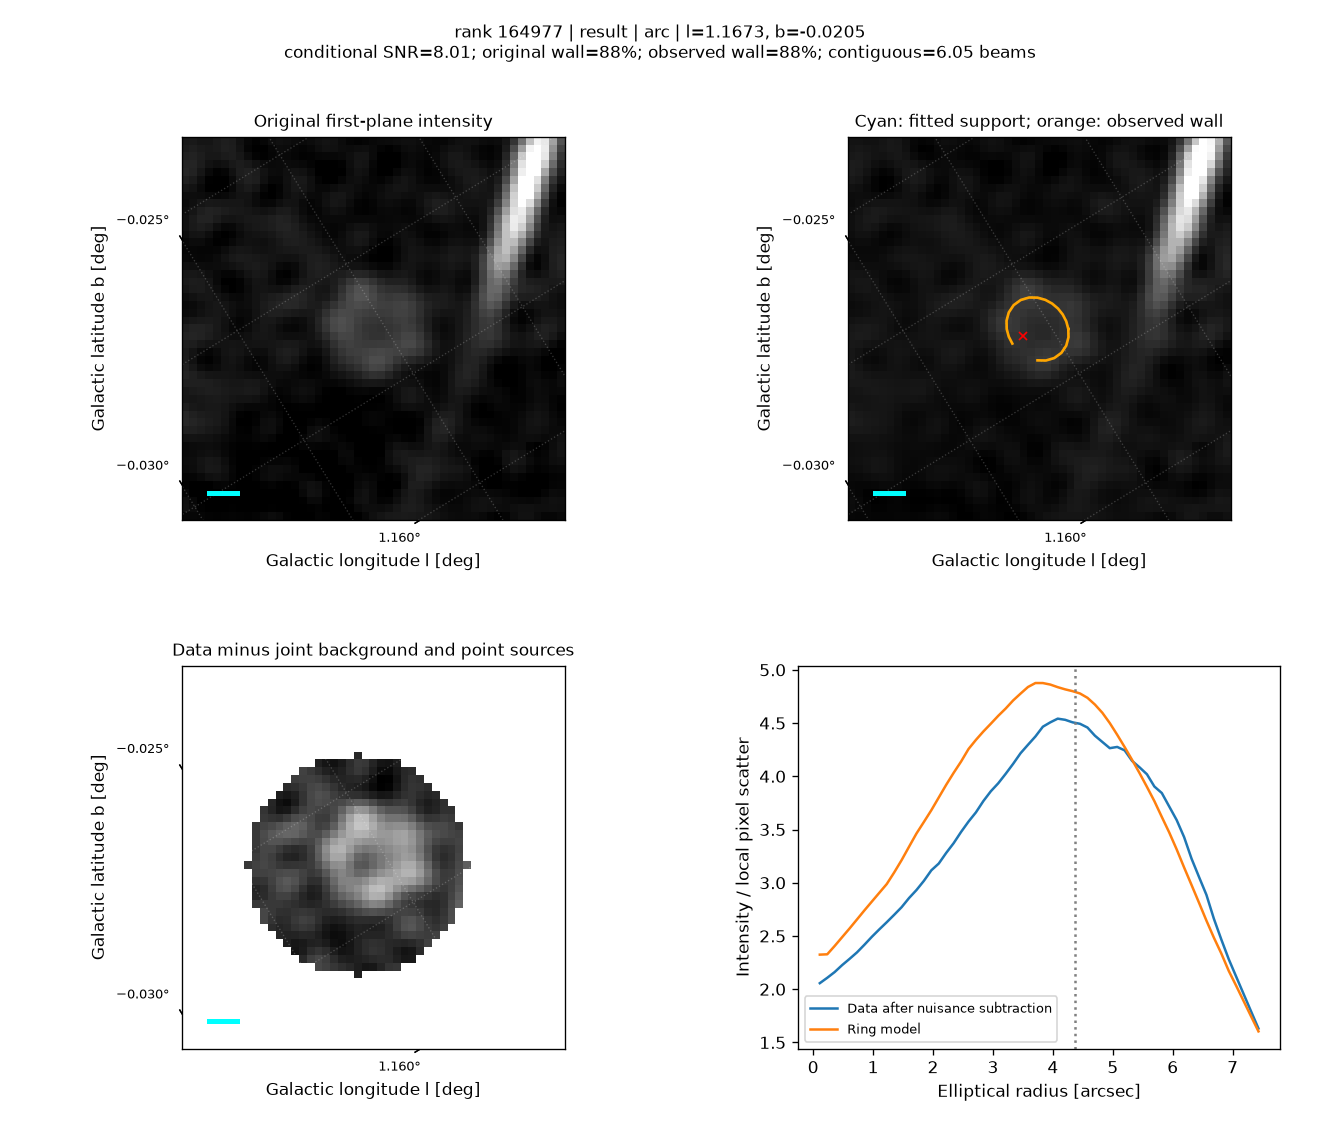 rank 164977 | result | arc | l=1.1673, b=-0.0205
conditional SNR=8.01; original wall=88%; observed wall=88%; contiguous=6.05 beams
Original first-plane intensity
Galactic latitude b [deg]
−0.025°
−0.030°
1.160°
Galactic longitude l [deg]
Cyan: fitted support; orange: observed wall
Galactic latitude b [deg]
−0.025°
−0.030°
1.160°
Galactic longitude l [deg]
Data minus joint background and point sources
Galactic latitude b [deg]
−0.025°
−0.030°
1.160°
Galactic longitude l [deg]
Intensity / local pixel scatter
5.0
4.5
4.0
3.5
3.0
2.5
2.0
1.5
Data after nuisance subtraction
Ring model
0 1 2 3 4 5 6 7
Elliptical radius [arcsec]